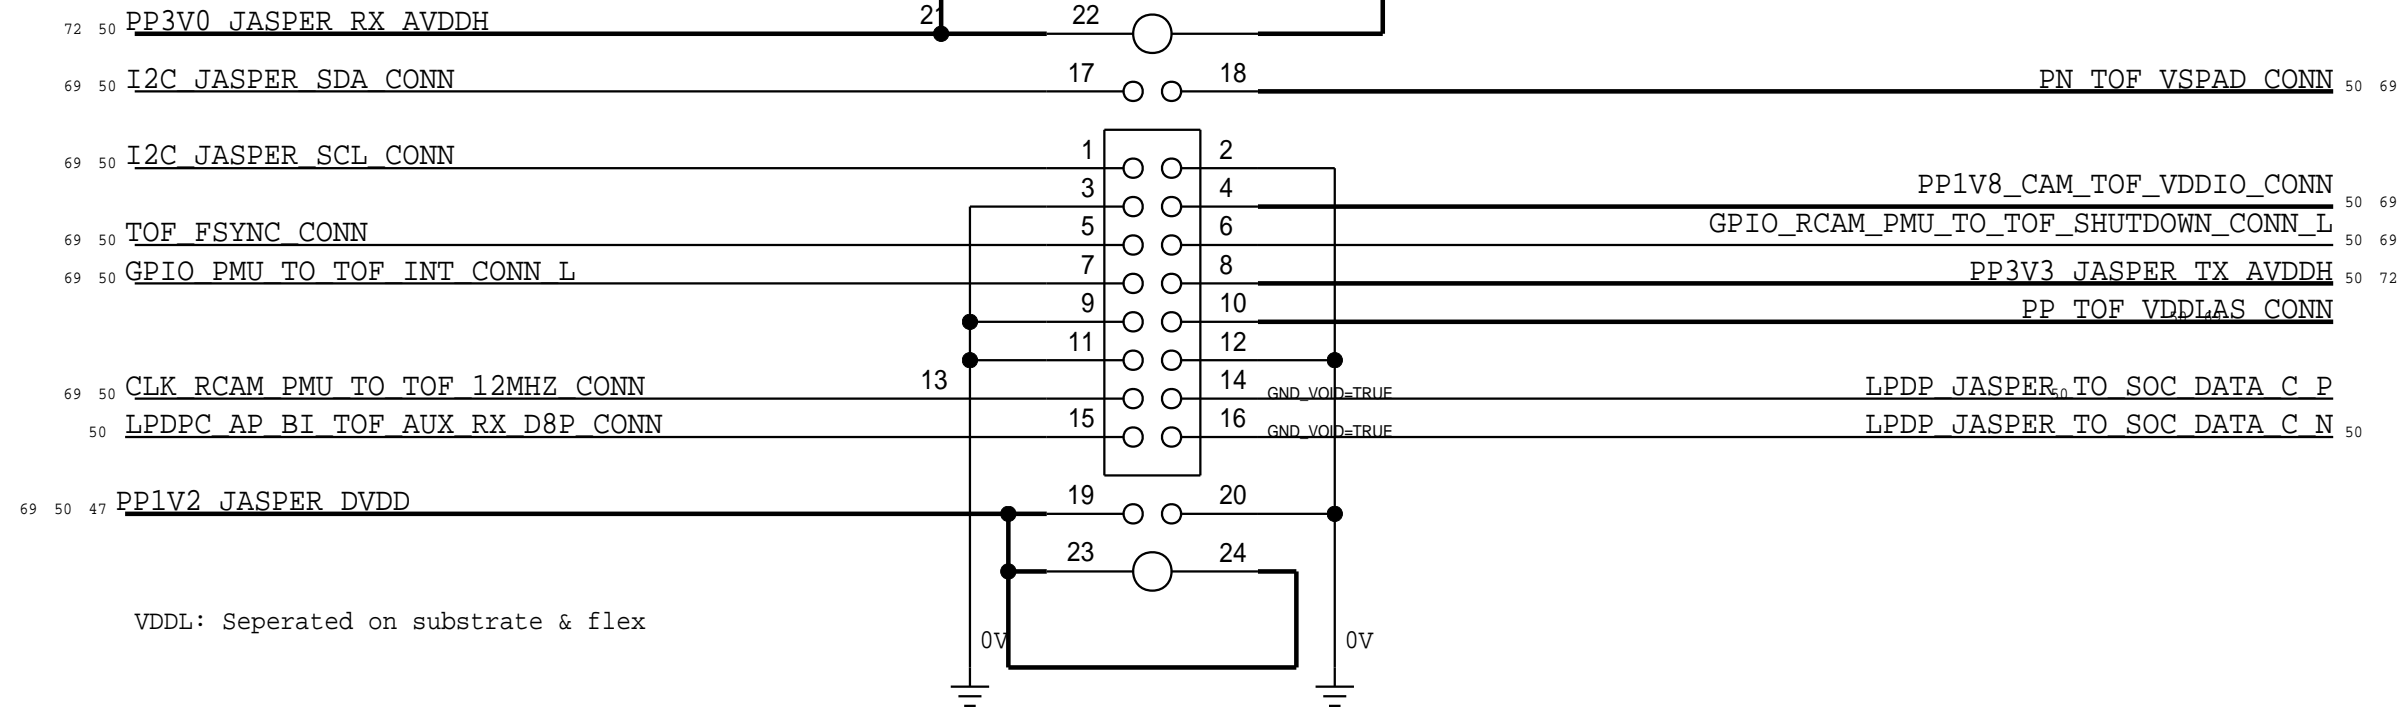 72 50 PP3V0_JASPER_RX_AVDDH 21 22
69 50 I2C_JASPER_SDA_CONN 17 18 PN_TOF_VSPAD_CONN 50 69
69 50 I2C_JASPER_SCL_CONN 1 2
3 4 PP1V8_CAM_TOF_VDDIO_CONN 50 69
69 50 TOF_FSYNC_CONN 5 6 GPIO_RCAM_PMU_TO_TOF_SHUTDOWN_CONN_L 50 69
69 50 GPIO_PMU_TO_TOF_INT_CONN_L 7 8 PP3V3_JASPER_TX_AVDDH 50 72
9 10 PP_TOF_VDDLAS_CONN
11 12
69 50 CLK_RCAM_PMU_TO_TOF_12MHZ_CONN 13 14 GND_VOID=TRUE LPDP_JASPER_TO_SOC_DATA_C_P 50
50 LPDPC_AP_BI_TOF_AUX_RX_D8P_CONN 15 16 GND_VOID=TRUE LPDP_JASPER_TO_SOC_DATA_C_N 50
69 50 47 PP1V2_JASPER_DVDD 19 20
23 24
VDDL: Seperated on substrate & flex
0V 0V